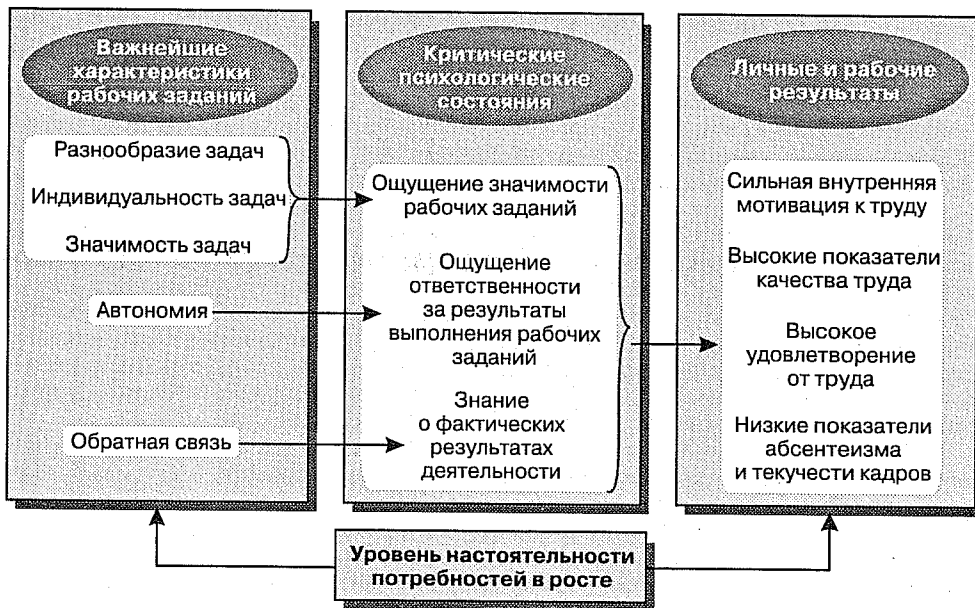 Важнейшие
характеристики
рабочих заданий
Разнообразие задач
Индивидуальность задач
Значимость задач
Автономия
Обратная связь
Критические
психологические
состояния
Ощущение значимости
рабочих заданий
Ощущение
ответственности
за результаты
выполнения рабочих
заданий
Знание
о фактических
результатах
деятельности
Личные и рабочие
результаты
Сильная внутренняя
мотивация к труду
Высокие показатели
качества труда
Высокое
удовлетворение
от труда
Низкие показатели
абсентеизма
и текучести кадров
Уровень настоятельности
потребностей в росте